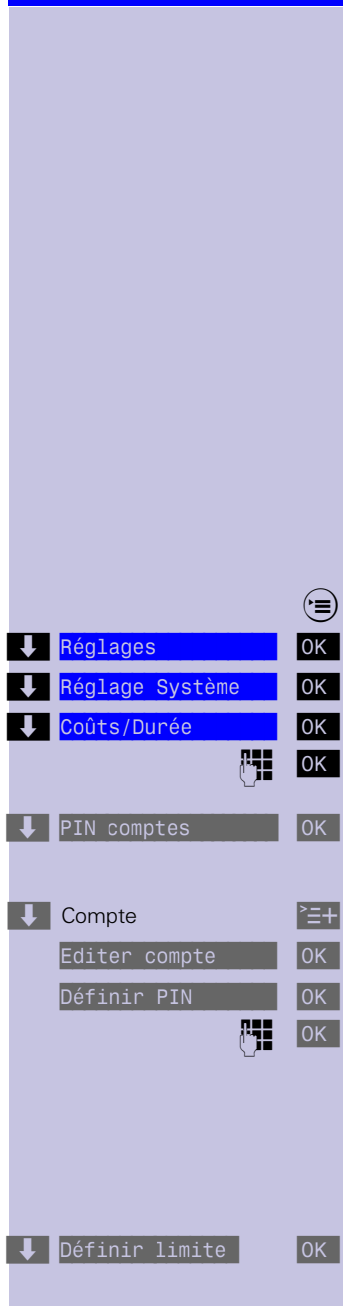 Réglages OK
Réglage Système OK
Coûts/Durée OK
OK
PIN comptes OK
Compte
Editer compte OK
Définir PIN OK
OK
Définir limite OK